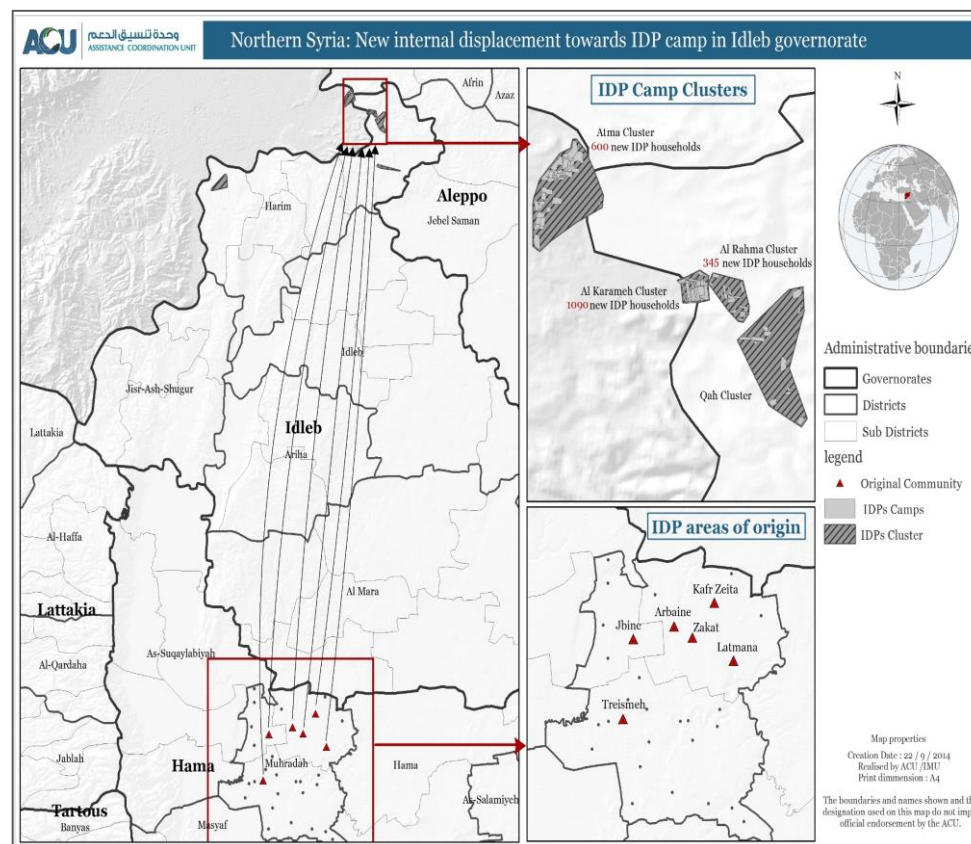 ACU
وحدة تنسيق الدعم
ASSISTANCE COORDINATION UNIT
Northern Syria: New internal displacement towards IDP camp in Idleb governorate
Afrin
Azaz
Aleppo
Jebel Saman
Harim
Idleb
Jisr-Ash-Shugur
Idleb
Ariha
Lattakia
Al-Haffa
Lattakia
Al Mara
As-Suqaylabiyah
Al-Qardaha
Jablah
Hama
Muhradah
Hama
As-Salamiyeh
Tartous
Banyas
Masyaf
IDP Camp Clusters
Atma Cluster
600 new IDP households
Al Rahma Cluster
345 new IDP households
Al Karameh Cluster
1090 new IDP households
Qah Cluster
IDP areas of origin
Kafr Zeita
Arbaine
Jbine
Zakat
Latmana
Treismeh
N
Administrative boundarie
Governorates
Districts
Sub Districts
legend
Original Community
IDPs Camps
IDPs Cluster
Map properties
Creation Date : 22 / 9 / 2014
Realised by ACU /IMU
Print dimmension : A4
The boundaries and names shown and th
designation used on this map do not imp
official endorsement by the ACU.